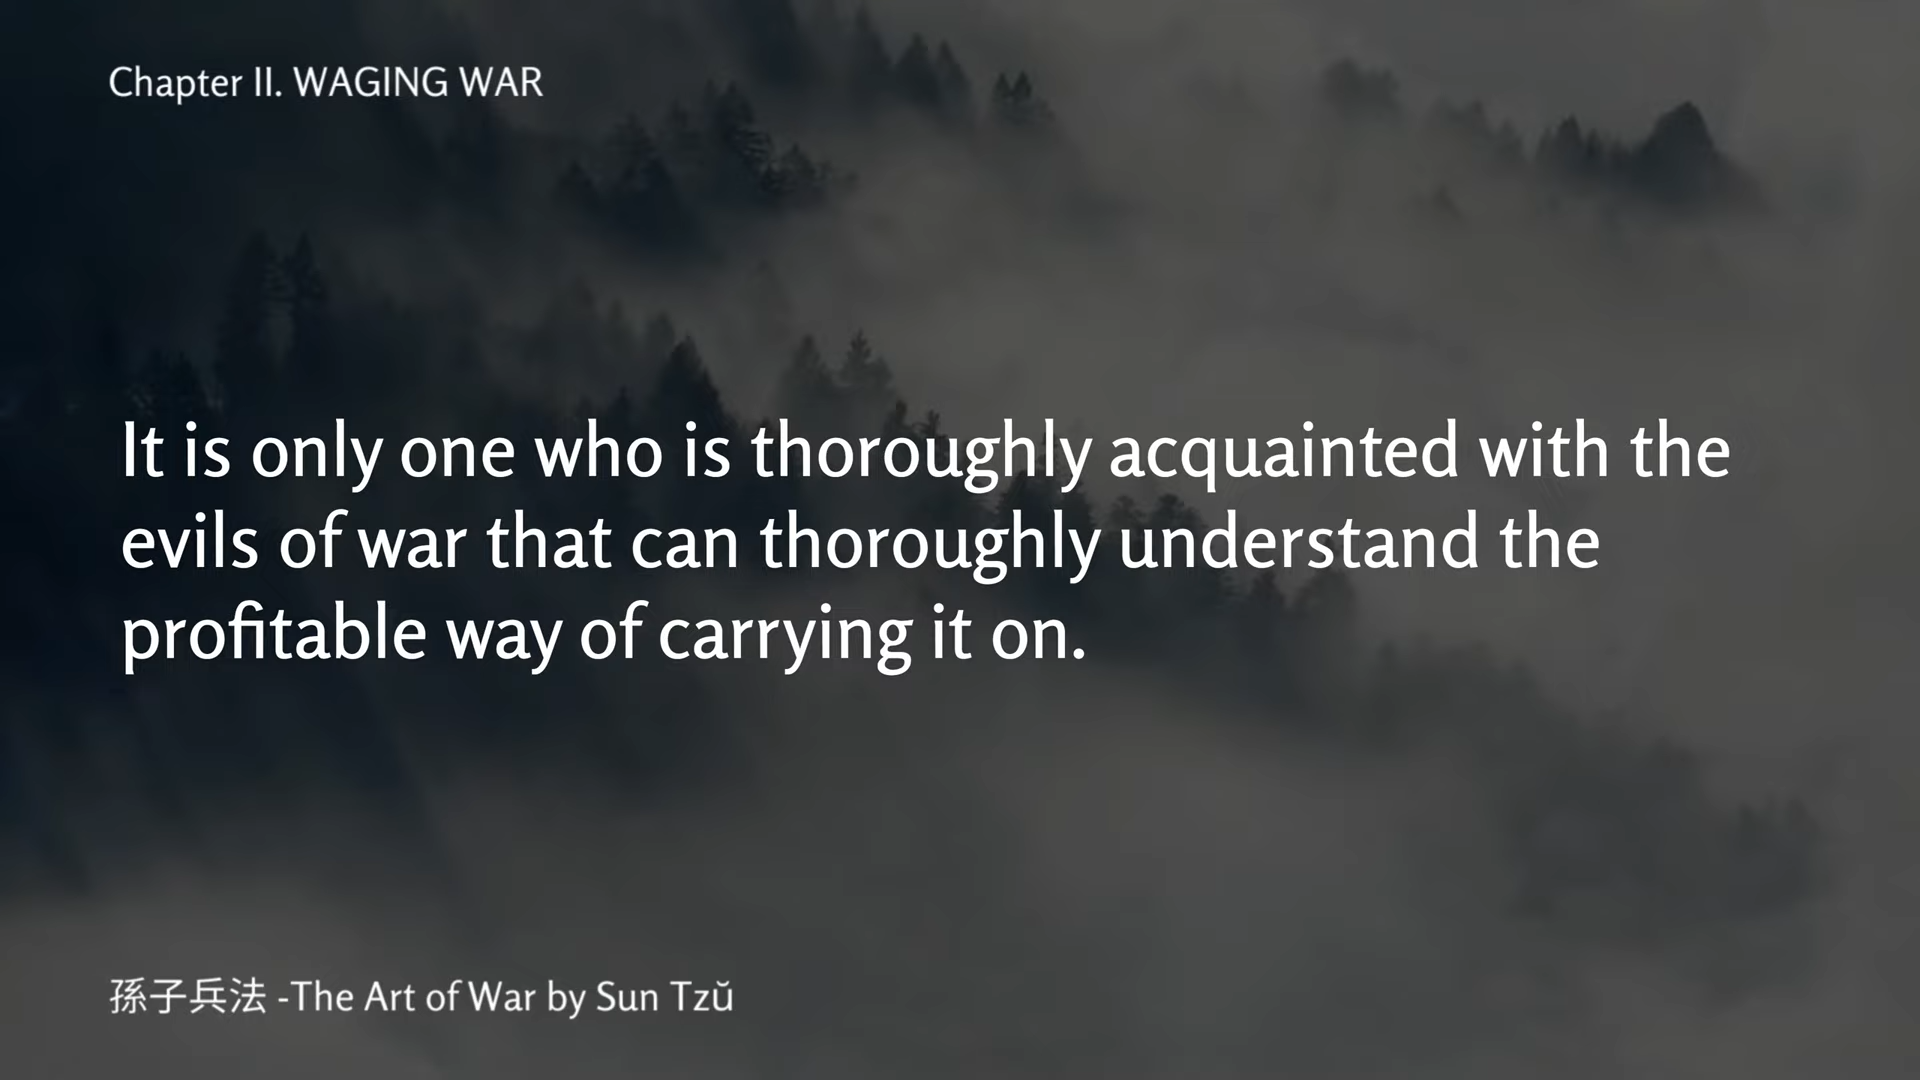 Chapter II. WAGING WAR
It is only one who is thoroughly acquainted with the
evils of war that can thoroughly understand the
profitable way of carrying it on.
孫子兵法 -The Art of War by Sun Tzŭ